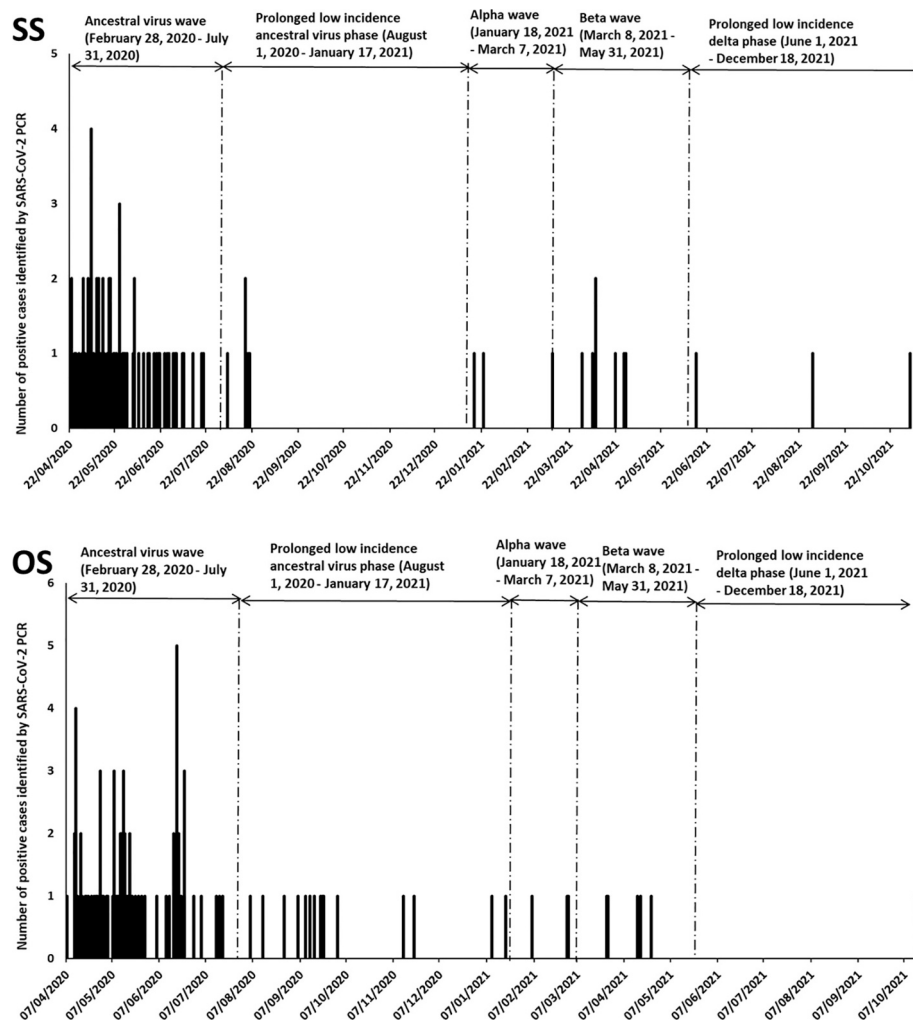 SS
Ancestral virus wave
(February 28, 2020 - July
31, 2020)
Prolonged low incidence
ancestral virus phase (August
1, 2020 - January 17, 2021)
Alpha wave
(January 18, 2021
- March 7, 2021)
Beta wave
(March 8, 2021 -
May 31, 2021)
Prolonged low incidence
delta phase (June 1, 2021
- December 18, 2021)
Number of positive cases identified by SARS-CoV-2 PCR
5
4
3
2
1
0
22/04/2020
22/05/2020
22/06/2020
22/07/2020
22/08/2020
22/09/2020
22/10/2020
22/11/2020
22/12/2020
22/01/2021
22/02/2021
22/03/2021
22/04/2021
22/05/2021
22/06/2021
22/07/2021
22/08/2021
22/09/2021
22/10/2021
OS
Ancestral virus wave
(February 28, 2020 - July
31, 2020)
Prolonged low incidence
ancestral virus phase (August
1, 2020 - January 17, 2021)
Alpha wave
(January 18, 2021
- March 7, 2021)
Beta wave
(March 8, 2021 -
May 31, 2021)
Prolonged low incidence
delta phase (June 1, 2021
- December 18, 2021)
Number of positive cases identified by SARS-CoV-2 PCR
6
5
4
3
2
1
0
07/04/2020
07/05/2020
07/06/2020
07/07/2020
07/08/2020
07/09/2020
07/10/2020
07/11/2020
07/12/2020
07/01/2021
07/02/2021
07/03/2021
07/04/2021
07/05/2021
07/06/2021
07/07/2021
07/08/2021
07/09/2021
07/10/2021